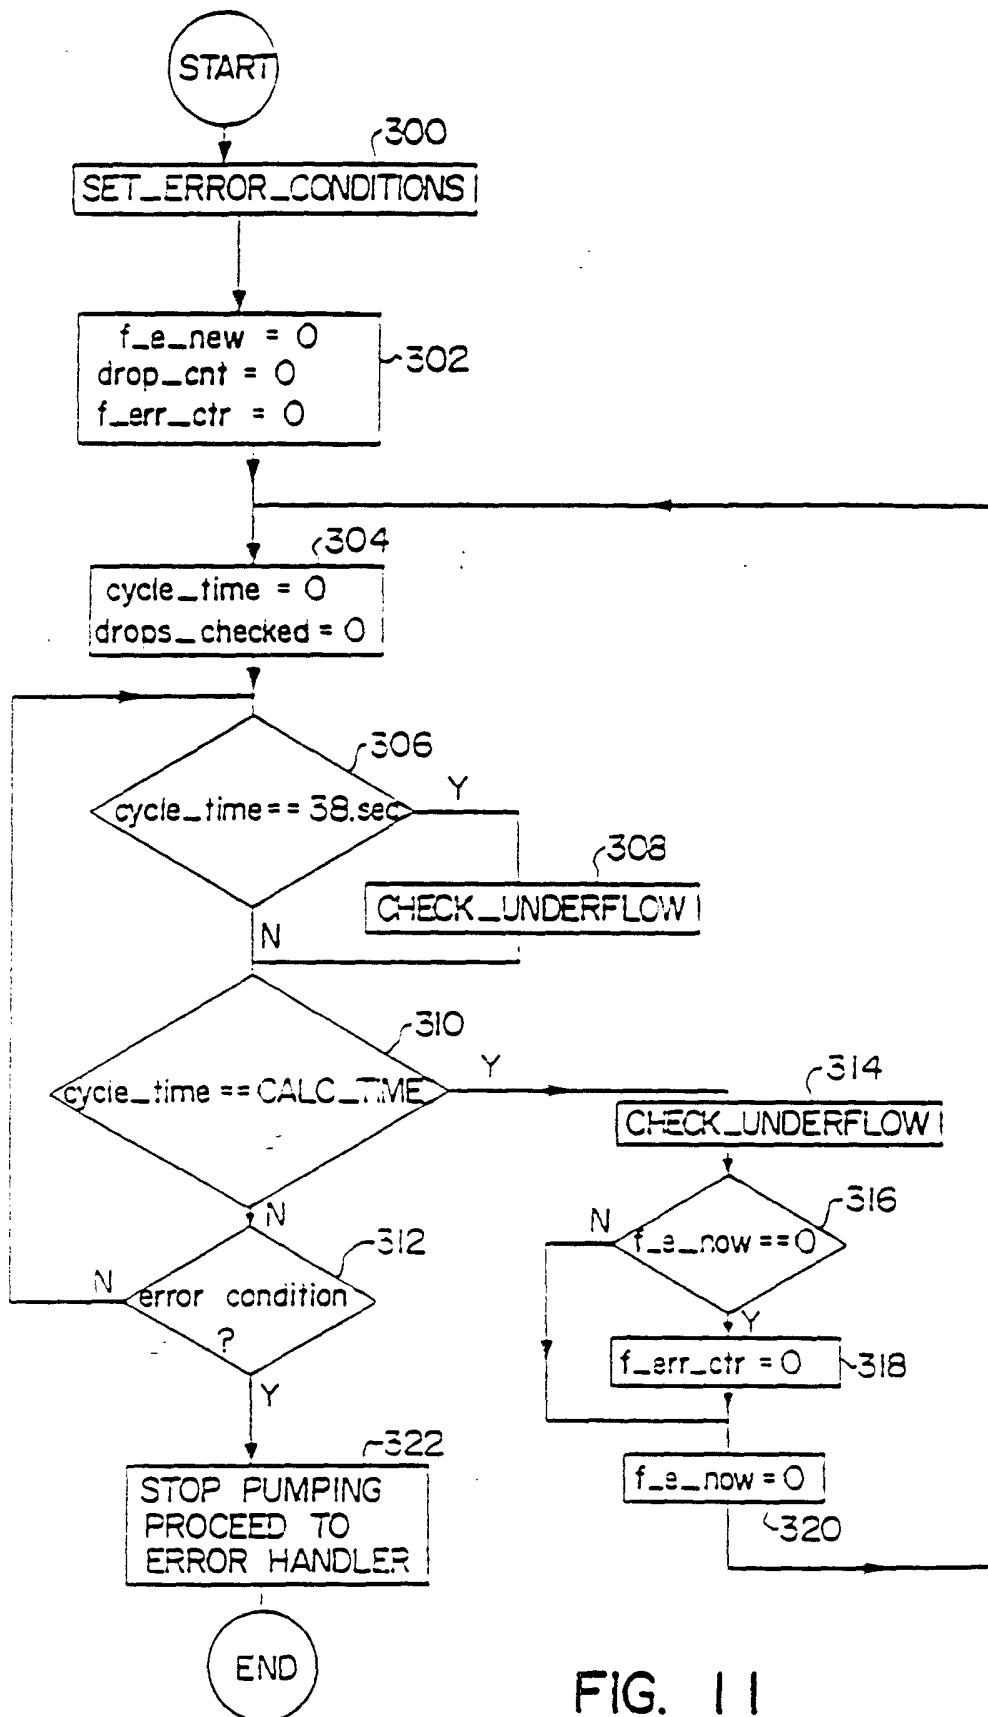 START
300
SET_ERROR_CONDITIONS
f_e_new = 0
drop_cnt = 0
f_err_ctr = 0
302
304
cycle_time = 0
drops_checked = 0
306
cycle_time == 38.sec
Y
N
308
CHECK_UNDERFLOW
310
cycle_time == CALC_TIME
Y
N
312
error condition
?
N
Y
314
CHECK_UNDERFLOW
316
f_e_now == 0
N
Y
f_err_ctr = 0
318
f_e_now = 0
320
322
STOP PUMPING
PROCEED TO
ERROR HANDLER
END
FIG. 11